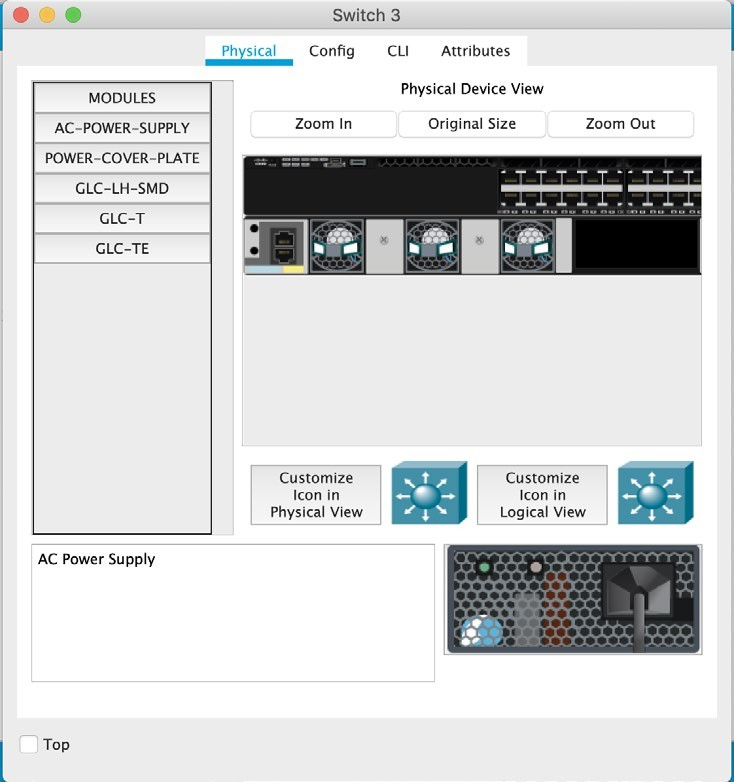 Switch 3
Physical
Config
CLI
Attributes
MODULES
AC-POWER-SUPPLY
POWER-COVER-PLATE
GLC-LH-SMD
GLC-T
GLC-TE
Physical Device View
Zoom In
Original Size
Zoom Out
Customize
Icon in
Physical View
Customize
Icon in
Logical View
AC Power Supply
Top